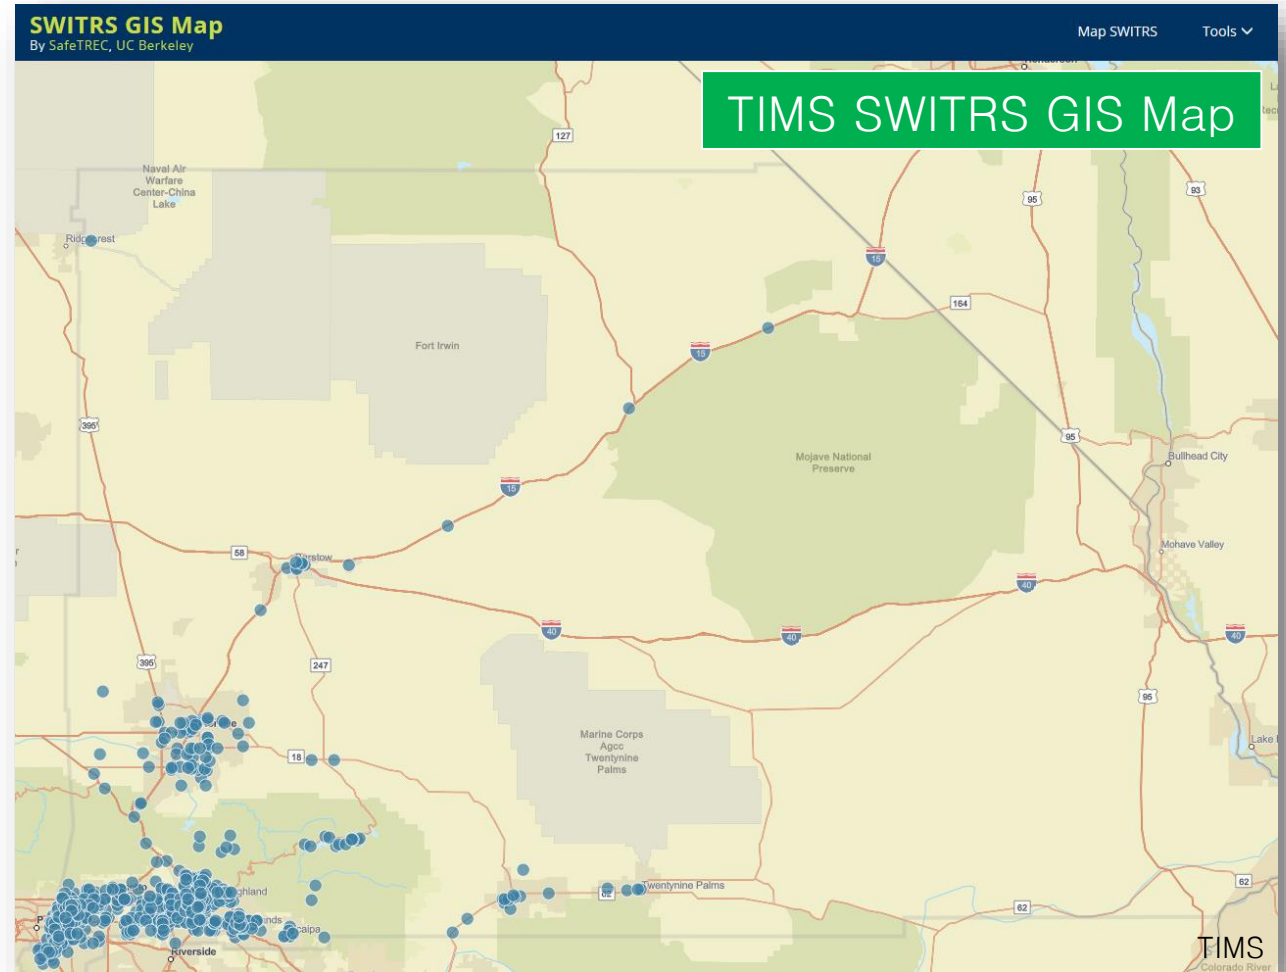 SWITRS GIS Map
By SafeTREC, UC Berkeley
Map SWITRS
Tools
TIMS SWITRS GIS Map
127
Naval Air
Warfare
Center-China
Lake
95
93
15
164
Fort Irwin
15
395
95
Mojave National
Preserve
Bullhead City
15
58
Mohave Valley
40
40
40
40
395
247
95
Marine Corps
Agcc
Twentynine
Palms
18
Twentynine Palms
62
62
Riverside
TIMS
Colorado River